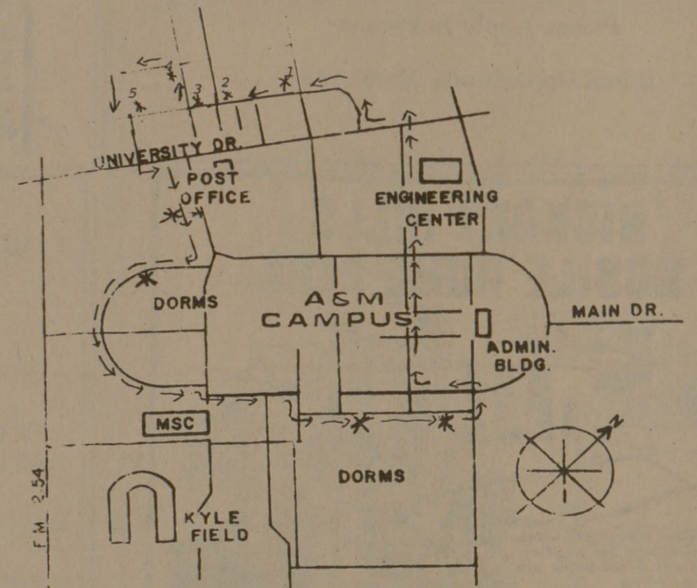 4
5
3
2
1
UNIVERSITY DR.
POST
OFFICE
ENGINEERING
CENTER
DORMS
A&M
CAMPUS
MAIN DR.
ADMIN.
BLDG.
MSC
N
DORMS
KYLE
FIELD